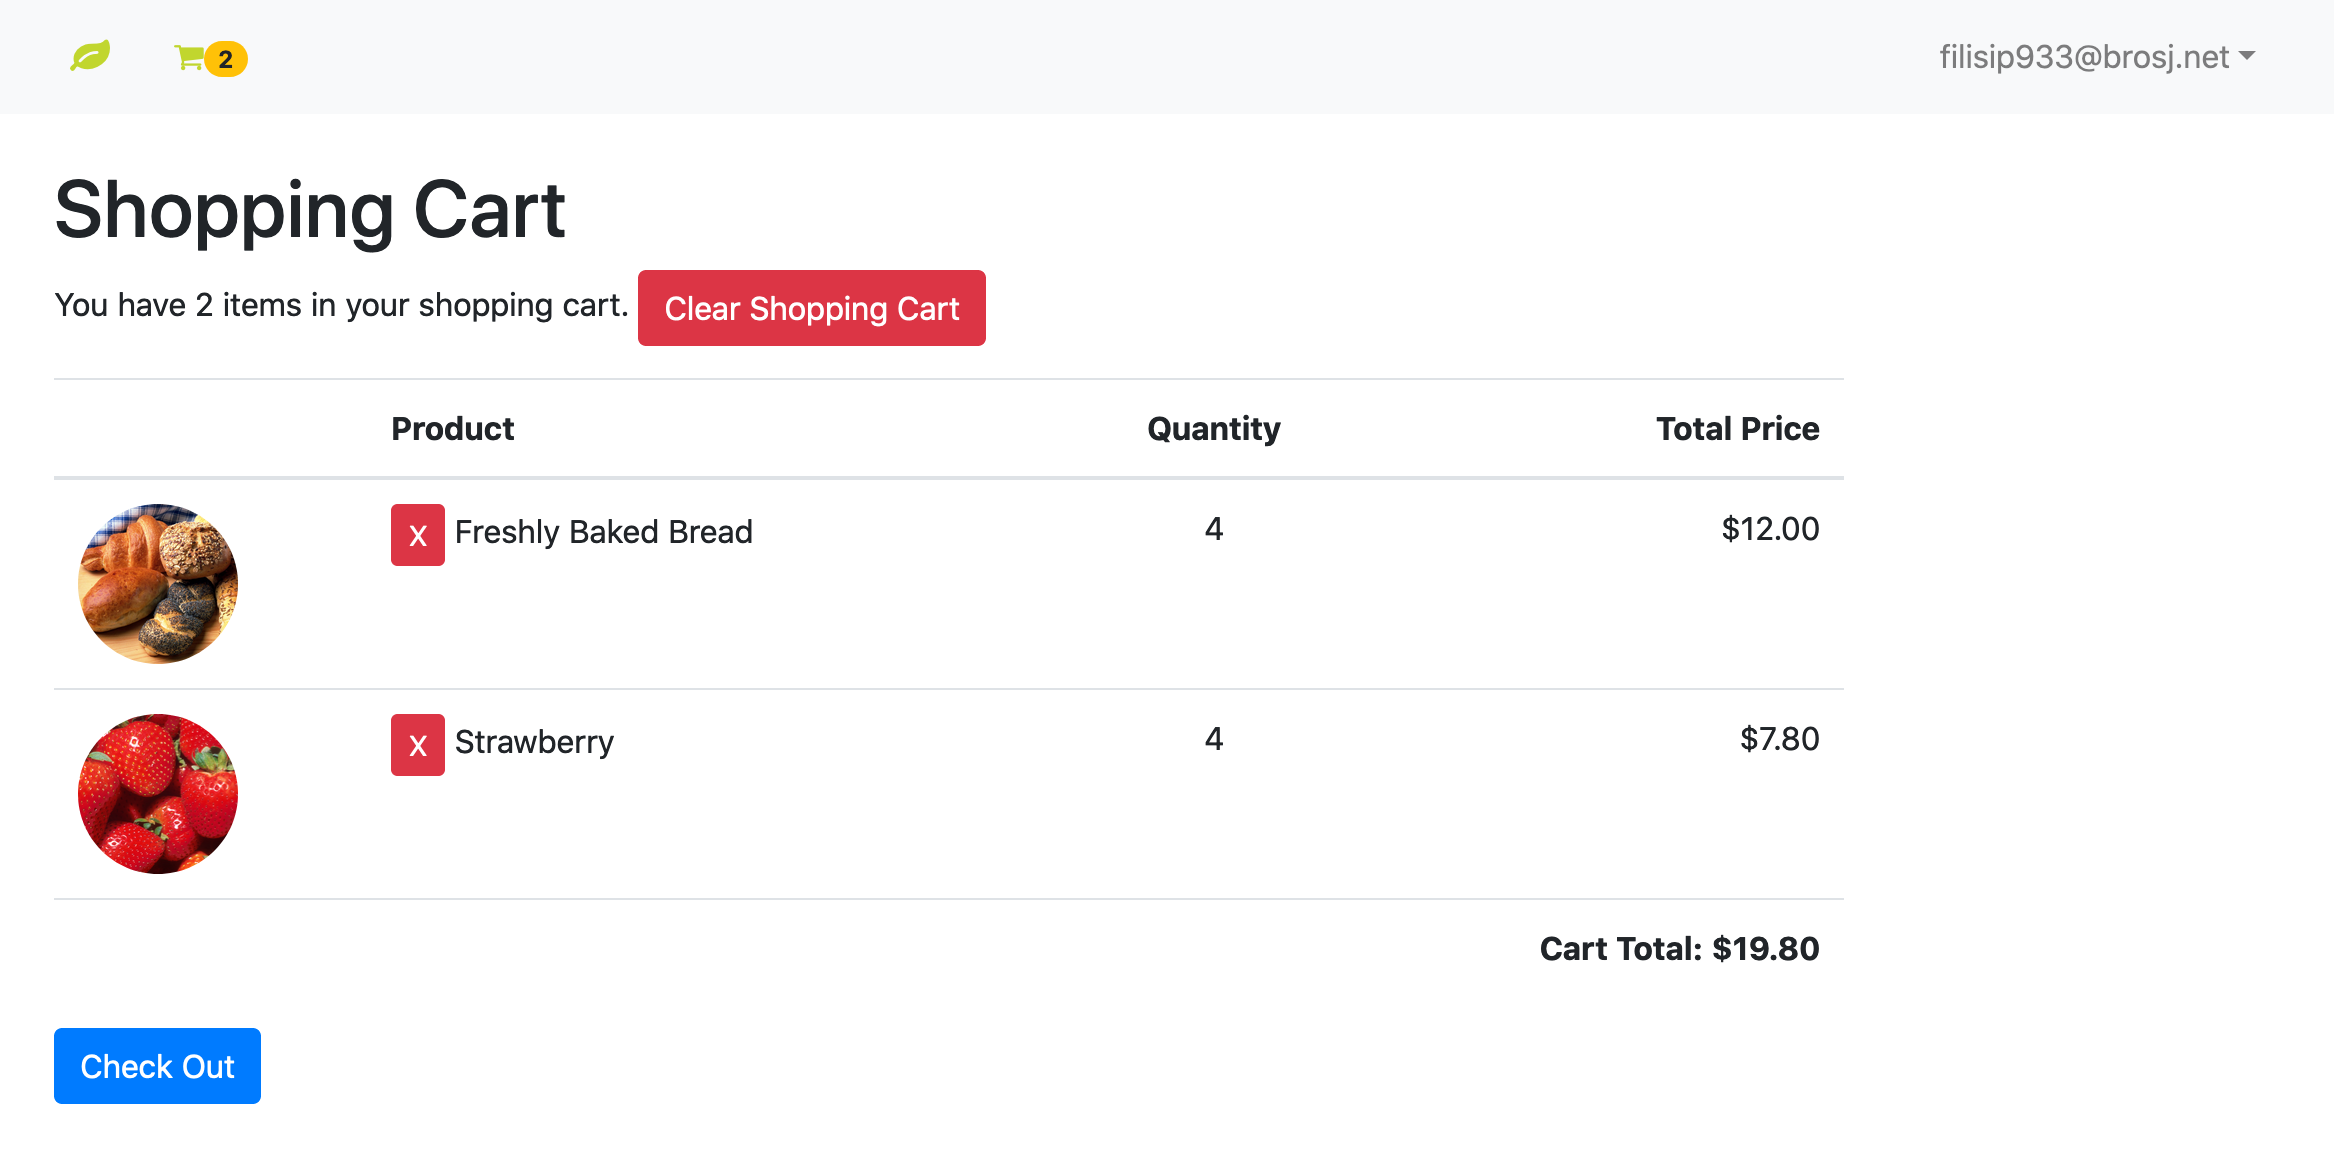 2
filisip933@brosj.net
Shopping Cart
You have 2 items in your shopping cart. Clear Shopping Cart
Product Quantity Total Price
x Freshly Baked Bread 4 $12.00
x Strawberry 4 $7.80
Cart Total: $19.80
Check Out